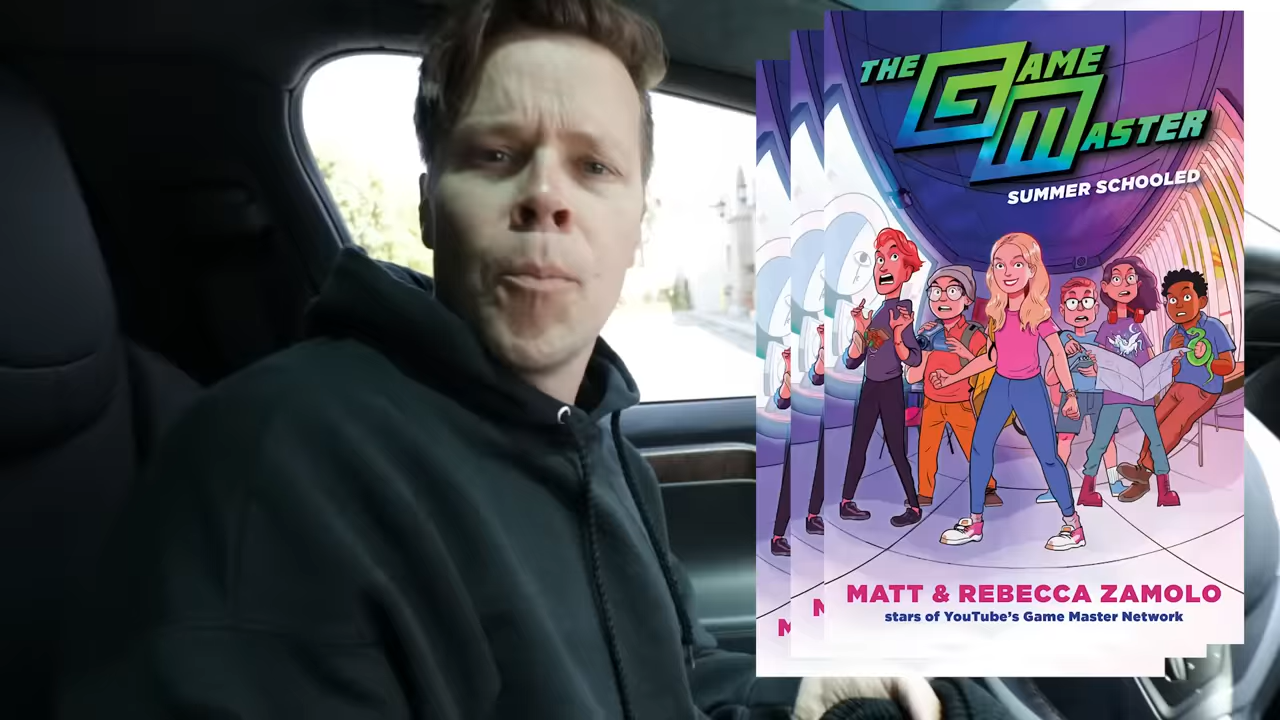 THE GAME
MASTER
SUMMER SCHOOLED
MATT & REBECCA ZAMOLO
stars of YouTube's Game Master Network
M
M